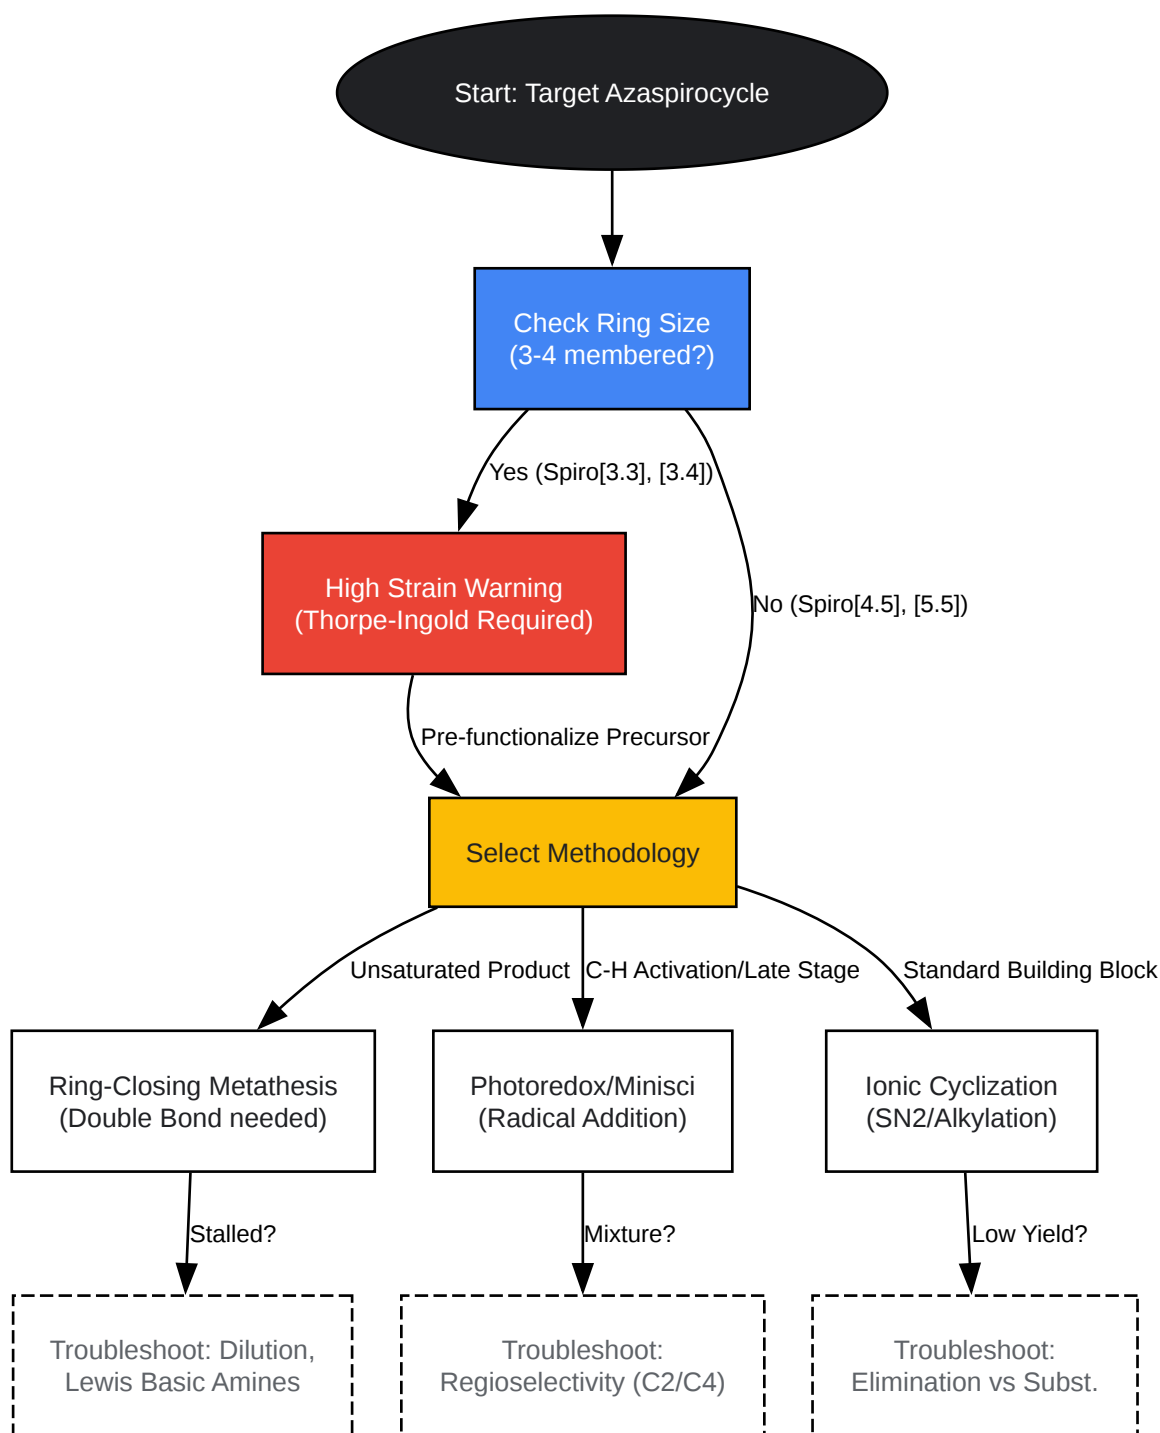 Start: Target Azaspirocycle
Check Ring Size
(3-4 membered?)
Yes (Spiro[3.3], [3.4])
High Strain Warning
(Thorpe-Ingold Required)
No (Spiro[4.5], [5.5])
Pre-functionalize Precursor
Select Methodology
Unsaturated Product
C-H Activation/Late Stage
Standard Building Block
Ring-Closing Metathesis
(Double Bond needed)
Photoredox/Minisci
(Radical Addition)
Ionic Cyclization
(SN2/Alkylation)
Stalled?
Mixture?
Low Yield?
Troubleshoot: Dilution,
Lewis Basic Amines
Troubleshoot:
Regioselectivity (C2/C4)
Troubleshoot:
Elimination vs Subst.